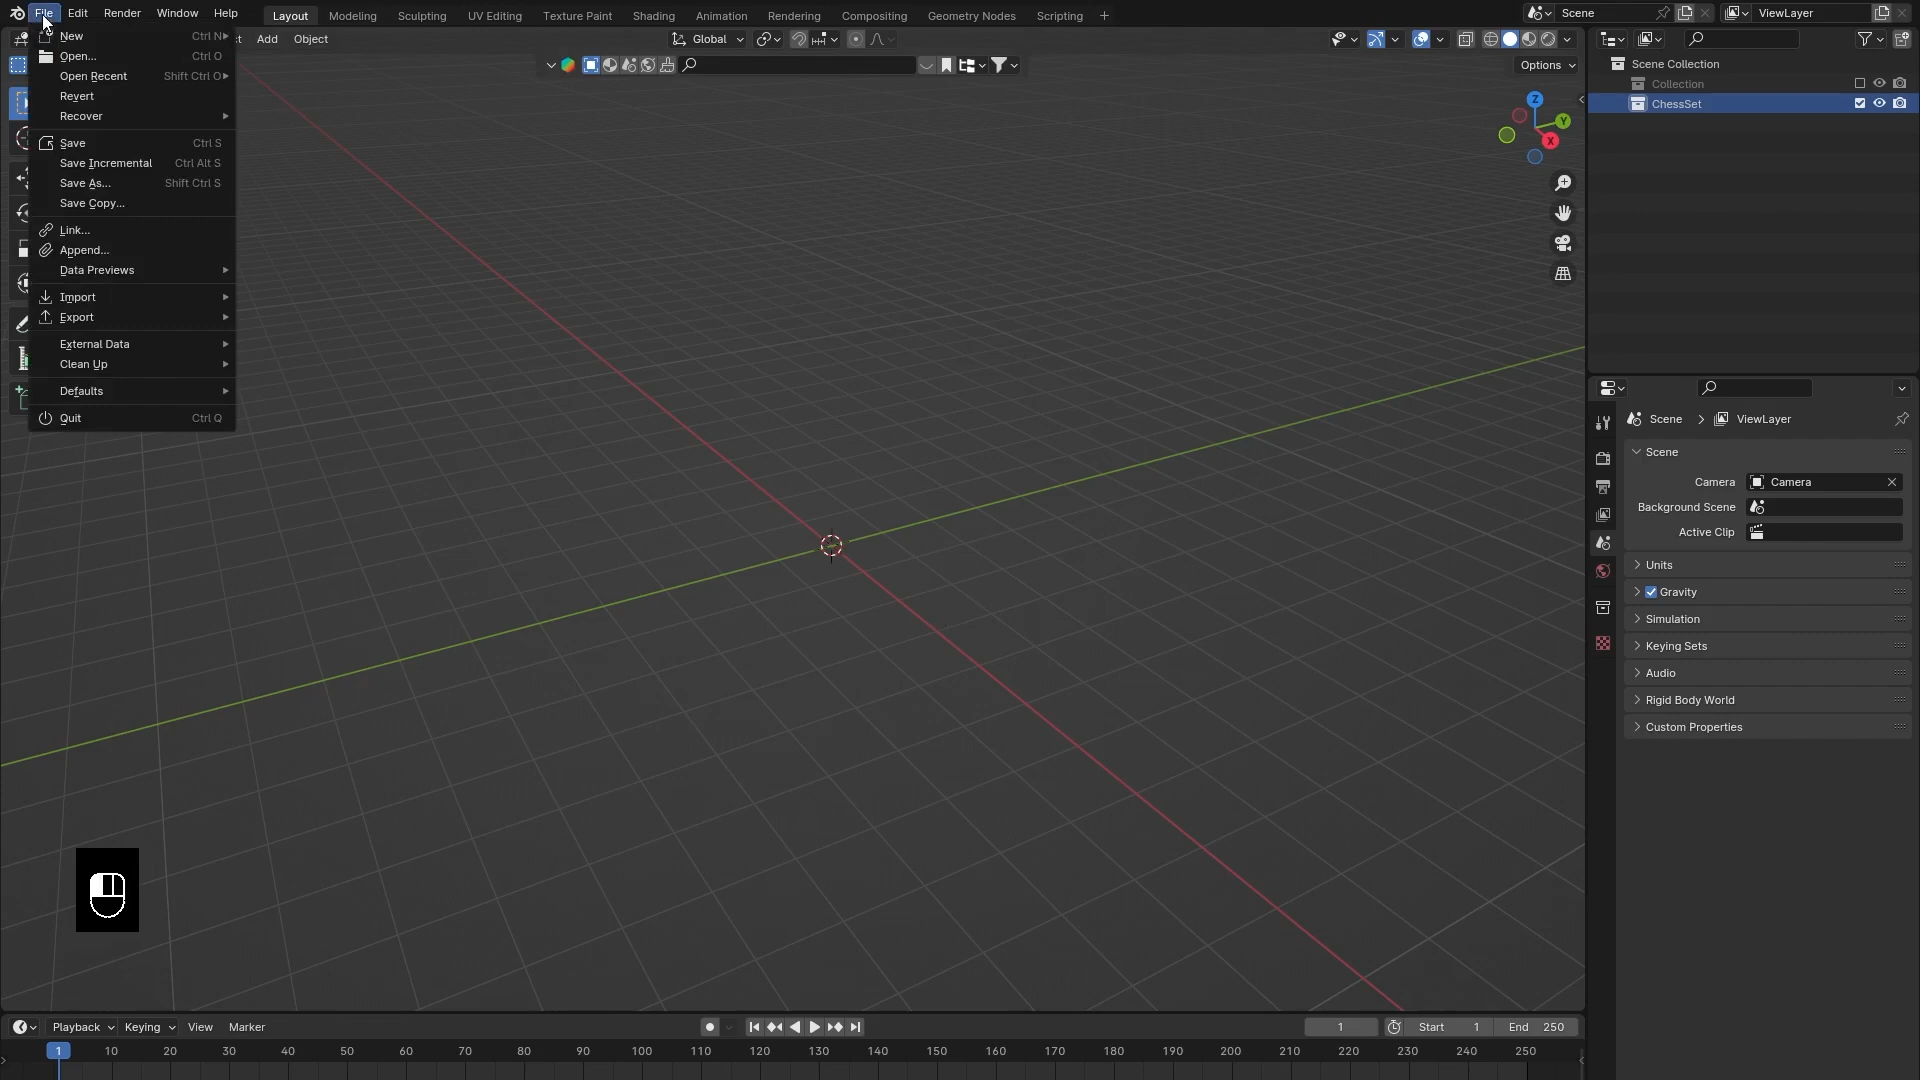 File Edit Render Window Help Layout Modeling Sculpting UV Editing Texture Paint Shading Animation Rendering Compositing Geometry Nodes Scripting + Scene ViewLayer
t Add Object Global
Options
New Ctrl N
Open... Ctrl O
Open Recent Shift Ctrl O
Revert
Recover
Save Ctrl S
Save Incremental Ctrl Alt S
Save As... Shift Ctrl S
Save Copy...
Link...
Append...
Data Previews
Import
Export
External Data
Clean Up
Defaults
Quit Ctrl Q
Z
Y
X
Scene Collection
Collection
ChessSet
Scene > ViewLayer
Scene
Camera Camera
Background Scene
Active Clip
Units
Gravity
Simulation
Keying Sets
Audio
Rigid Body World
Custom Properties
Playback Keying View Marker 1 Start 1 End 250
1 10 20 30 40 50 60 70 80 90 100 110 120 130 140 150 160 170 180 190 200 210 220 230 240 250